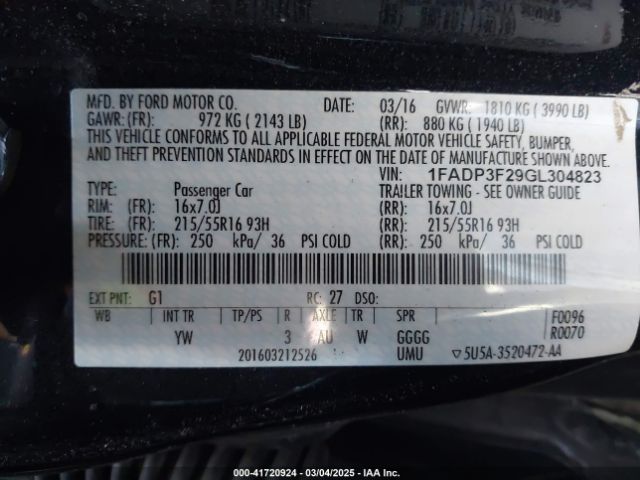 MFD. BY FORD MOTOR CO. DATE: 03/16 GVWR: 1810 KG ( 3990 LB)
GAWR: (FR): 972 KG ( 2143 LB) (RR): 880 KG ( 1940 LB)
THIS VEHICLE CONFORMS TO ALL APPLICABLE FEDERAL MOTOR VEHICLE SAFETY, BUMPER,
AND THEFT PREVENTION STANDARDS IN EFFECT ON THE DATE OF MANUFACTURE SHOWN ABOVE.
VIN: 1FADP3F29GL304823
TYPE: Passenger Car TRAILER TOWING - SEE OWNER GUIDE
RIM: (FR): 16x7.0J (RR): 16x7.0J
TIRE: (FR): 215/55R16 93H (RR): 215/55R16 93H
PRESSURE: (FR): 250 kPa/ 36 PSI COLD (RR): 250 kPa/ 36 PSI COLD
EXT PNT: G1 RC: 27 DSO:
WB INT TR TP/PS R AXLE TR SPR F0096
YW 3 AU W GGGG R0070
201603212526 UMU ▽5U5A-3520472-AA
000-41720924 - 03/04/2025 - IAA Inc.